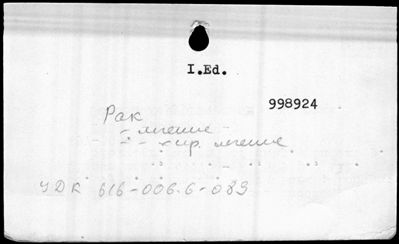 I.Ed.
998924
Рак
- лечение
- " - хир. лечение
УДК 616-006.6-089